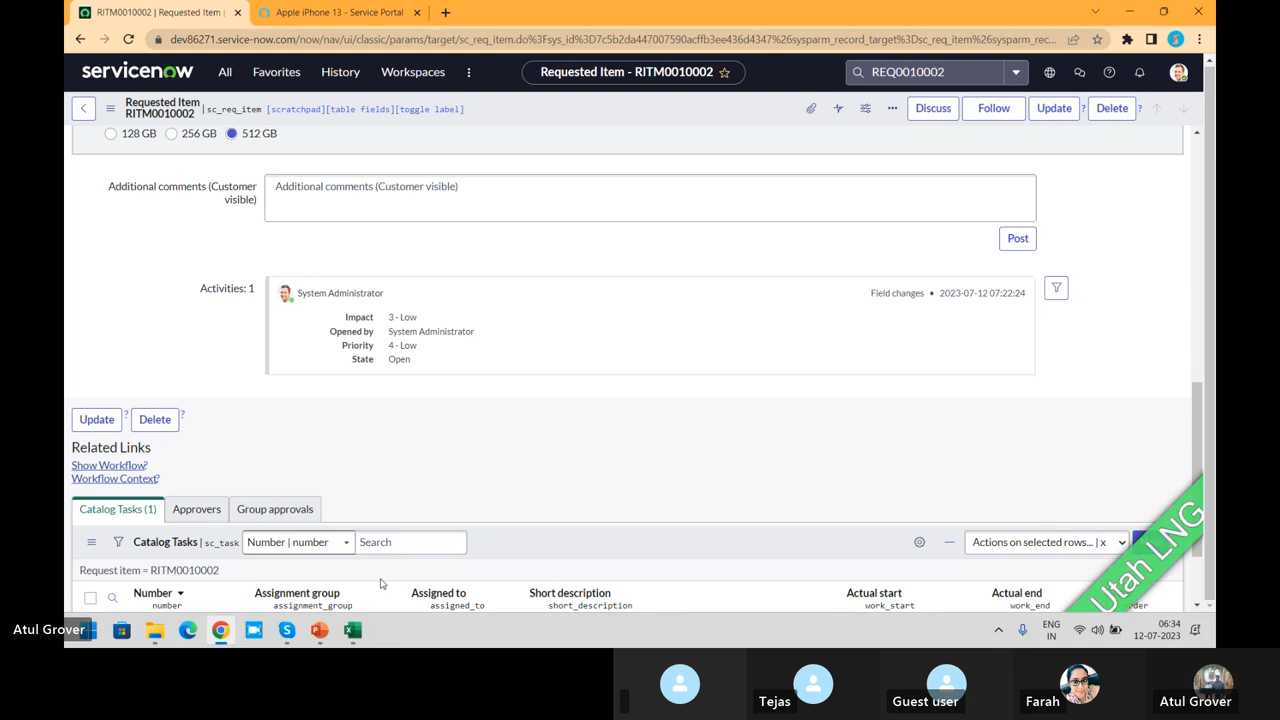 RITM0010002 | Requested Item |
Apple iPhone 13 - Service Portal
dev86271.service-now.com/now/nav/ui/classic/params/target/sc_req_item.do%3Fsys_id%3D7c5b2da447007590acffb3ee436d4347%26sysparm_record_target%3Dsc_req_item%26sysparm_rec...
servicenow All Favorites History Workspaces Requested Item - RITM0010002 REQ0010002
Requested Item
RITM0010002 | sc_req_item [scratchpad][table fields][toggle label] Discuss Follow Update ? Delete ?
128 GB 256 GB 512 GB
Additional comments (Customer visible)
Additional comments (Customer visible)
Post
Activities: 1
System Administrator Field changes • 2023-07-12 07:22:24
Impact 3 - Low
Opened by System Administrator
Priority 4 - Low
State Open
Update ? Delete ?
Related Links
Show Workflow?
Workflow Context?
Catalog Tasks (1) Approvers Group approvals
Catalog Tasks | sc_task Number | number Search Actions on selected rows... | x
Request item = RITM0010002
Number Assignment group Assigned to Short description Actual start Actual end
number assignment_group assigned_to short_description work_start work_end
Utah LNG
Atul Grover
ENG
IN
06:34
12-07-2023
Tejas Guest user Farah Atul Grover